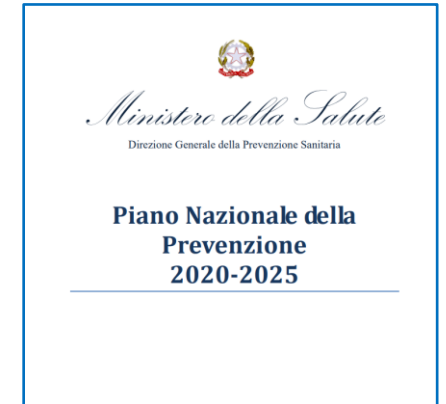 Ministero della Salute
Direzione Generale della Prevenzione Sanitaria
Piano Nazionale della
Prevenzione
2020-2025